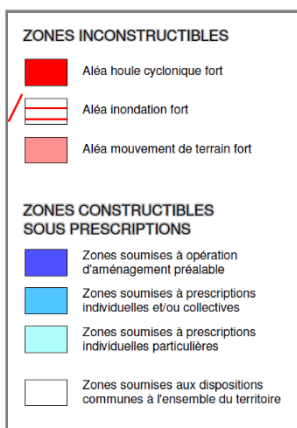 ZONES INCONSTRUCTIBLES
Aléa houle cyclonique fort
Aléa inondation fort
Aléa mouvement de terrain fort
ZONES CONSTRUCTIBLES
SOUS PRESCRIPTIONS
Zones soumises à opération
d'aménagement préalable
Zones soumises à prescriptions
individuelles et/ou collectives
Zones soumises à prescriptions
individuelles particulières
Zones soumises aux dispositions
communes à l'ensemble du territoire